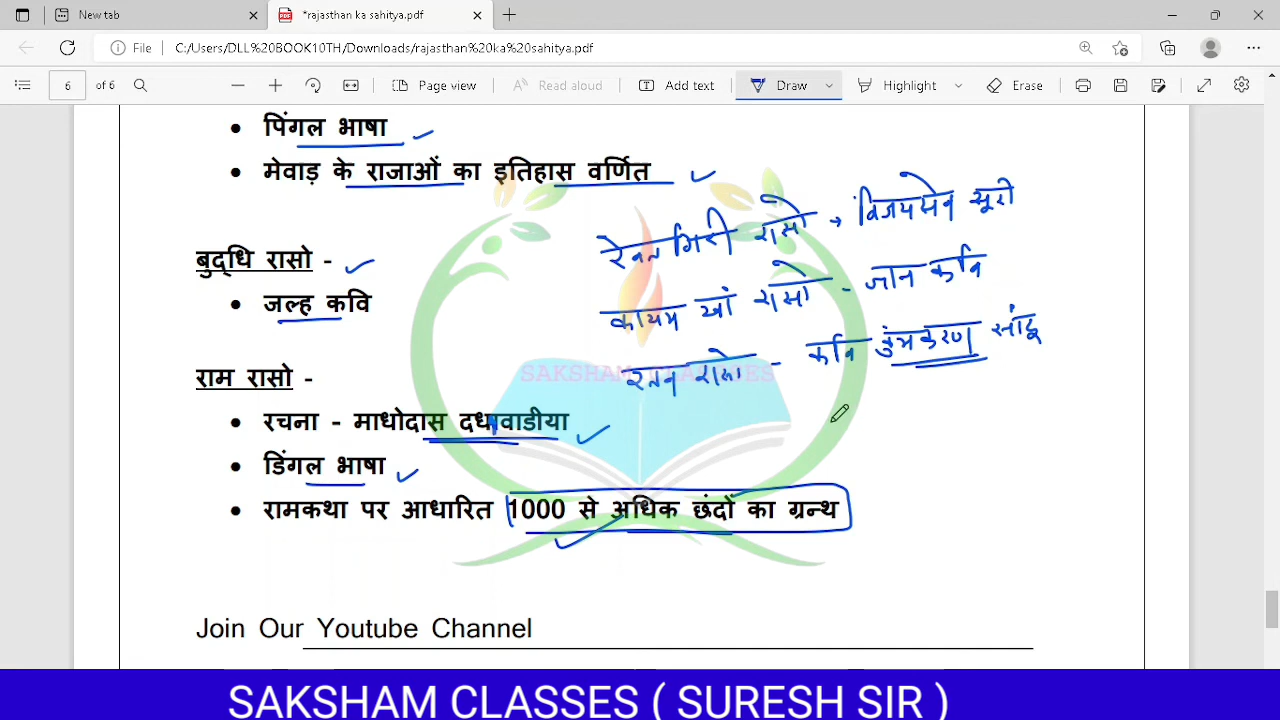 New tab
*rajasthan ka sahitya.pdf
File
C:/Users/DLL%20BOOK10TH/Downloads/rajasthan%20ka%20sahitya.pdf
6
of 6
Page view
Read aloud
Add text
Draw
Highlight
Erase
पिंगल भाषा
मेवाड़ के राजाओं का इतिहास वर्णित
रेवन गिरी रासो → विजयसेन सूरी
बुद्धि रासो -
जल्ह कवि
कायम खां रासो - जान कवि
रतन रासो - कवि कुंभकरण सांदू
राम रासो -
SAKSHAM CLASSES
रचना - माधोदास दधवाडीया
डिंगल भाषा
रामकथा पर आधारित 1000 से अधिक छंदों का ग्रन्थ
Join Our Youtube Channel
SAKSHAM CLASSES ( SURESH SIR )